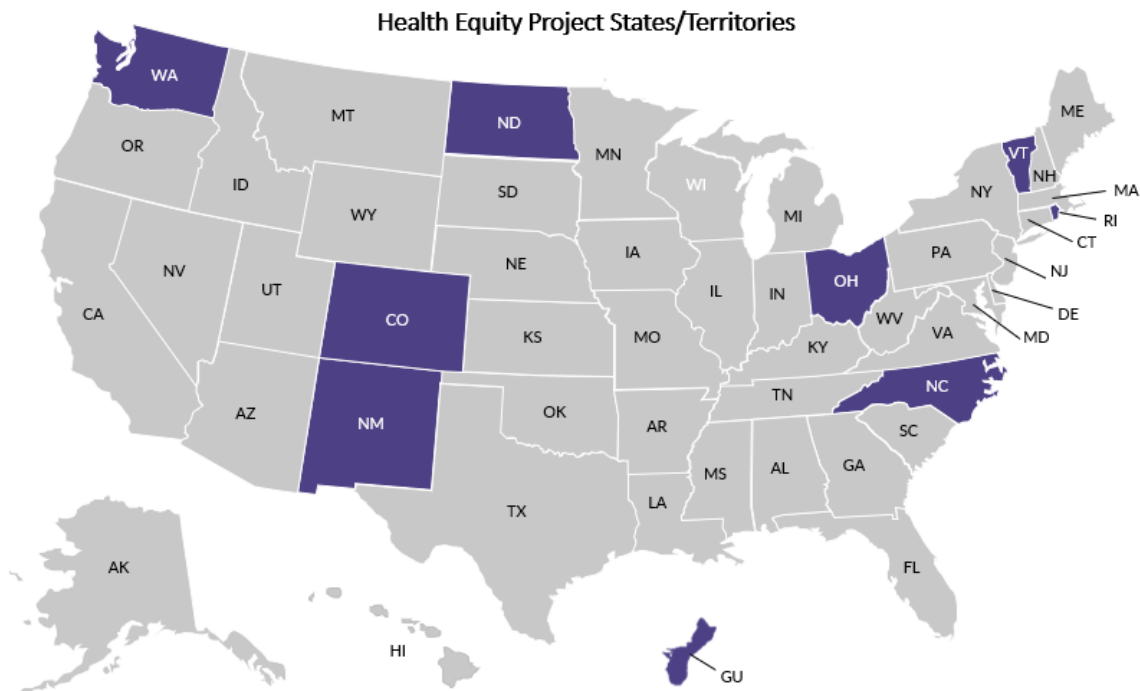 Health Equity Project States/Territories
WA
ND
MT
ME
OR
MN
VT
NH
ID
SD
WI
NY
MA
WY
MI
RI
CT
IA
PA
NE
NV
NJ
UT
OH
IL
IN
DE
CA
CO
WV
VA
MD
KS
MO
KY
NC
TN
AZ
OK
NM
AR
SC
GA
MS
AL
LA
TX
AK
FL
HI
GU